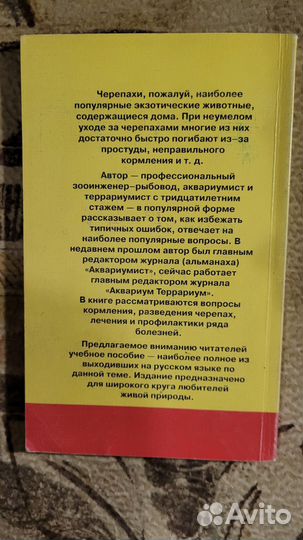 Черепахи, пожалуй, наиболее
популярные экзотические животные,
содержащиеся дома. При неумелом
уходе за черепахами многие из них
достаточно быстро погибают из—за
простуды, неправильного
кормления и т. д.
Автор — профессиональный
зооинженер-рыбовод, аквариумист и
террариумист с тридцатилетним
стажем — в популярной форме
рассказывает о том, как избежать
типичных ошибок, отвечает на
наиболее популярные вопросы. В
недавнем прошлом автор был главным
редактором журнала (альманаха)
«Аквариумист», сейчас работает
главным редактором журнала
"Аквариум Террариум".
В книге рассматриваются вопросы
кормления, разведения черепах,
лечения и профилактики ряда
болезней.
Предлагаемое вниманию читателей
учебное пособие — наиболее полное из
выходивших на русском языке по
данной теме. Издание предназначено
для широкого круга любителей
живой природы.
Avito